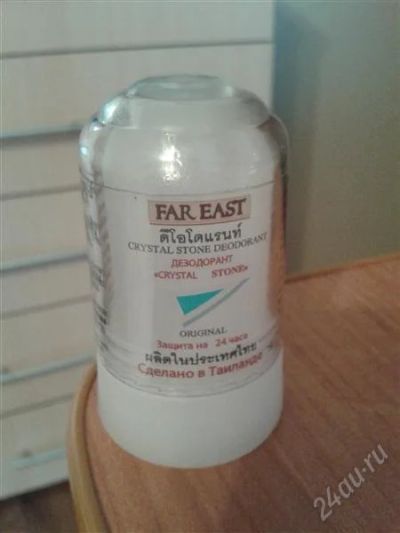 FAR EAST
ดีโอโดแรนท์
CRYSTAL STONE DEODORANT
ДЕЗОДОРАНТ
«CRYSTAL STONE»
ORIGINAL
Защита на 24 часа
ผลิตในประเทศไทย
Сделано в Таиланде
24au.ru